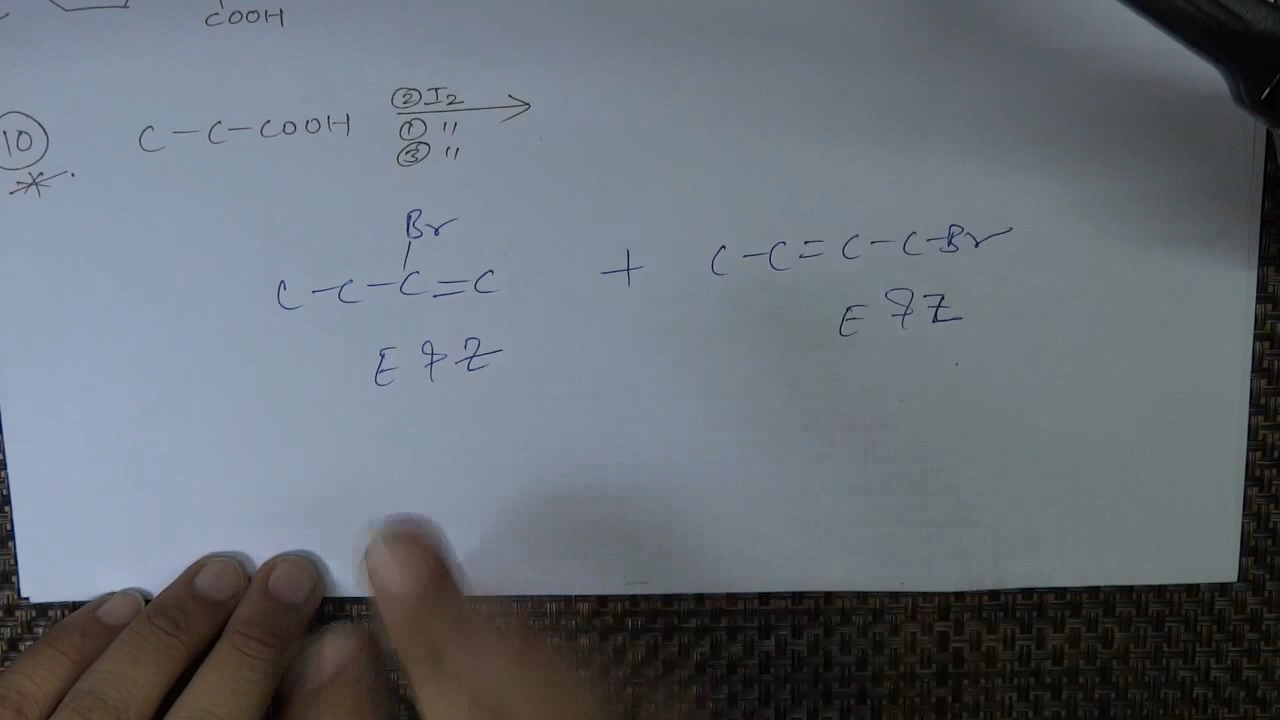 COOH
10 C-C-COOH ② I2
① "
③ "
Br
C-C-C=C + C-C=C-C-Br
E & Z E & Z